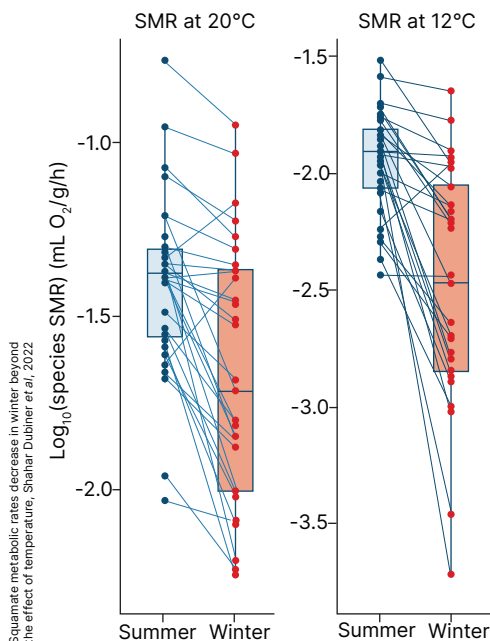 SMR at 20°C
SMR at 12°C
Log₁₀(species SMR) (mL O₂/g/h)
-1.0
-1.5
-2.0
-1.5
-2.0
-2.5
-3.0
-3.5
Summer Winter
Summer Winter
Squamate metabolic rates decrease in winter beyond
the effect of temperature, Shahar Dubiner et al, 2022